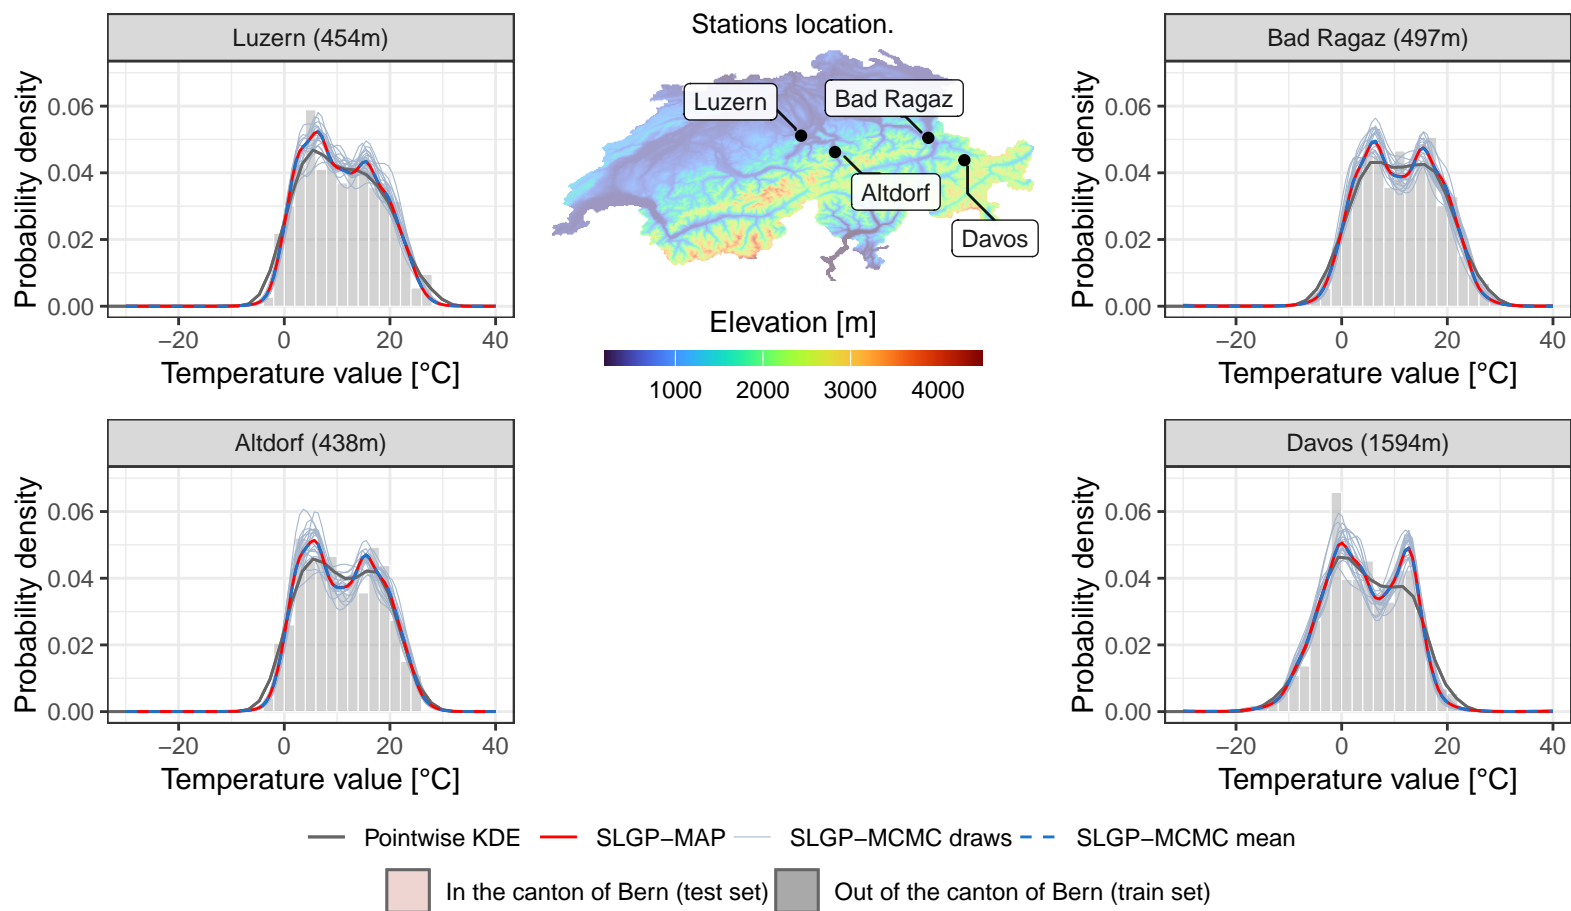 Luzern (454m)
Probability density
0.06
0.04
0.02
0.00
−20
0
20
40
Temperature value [°C]
Stations location.
Luzern
Bad Ragaz
Altdorf
Davos
Elevation [m]
1000
2000
3000
4000
Bad Ragaz (497m)
Probability density
0.06
0.04
0.02
0.00
−20
0
20
40
Temperature value [°C]
Altdorf (438m)
Probability density
0.06
0.04
0.02
0.00
−20
0
20
40
Temperature value [°C]
Davos (1594m)
Probability density
0.06
0.04
0.02
0.00
−20
0
20
40
Temperature value [°C]
Pointwise KDE
SLGP−MAP
SLGP−MCMC draws
SLGP−MCMC mean
In the canton of Bern (test set)
Out of the canton of Bern (train set)